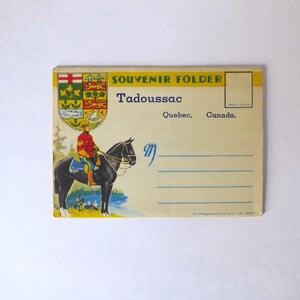 SOUVENIR FOLDER
Tadoussac
Quebec, Canada.
M